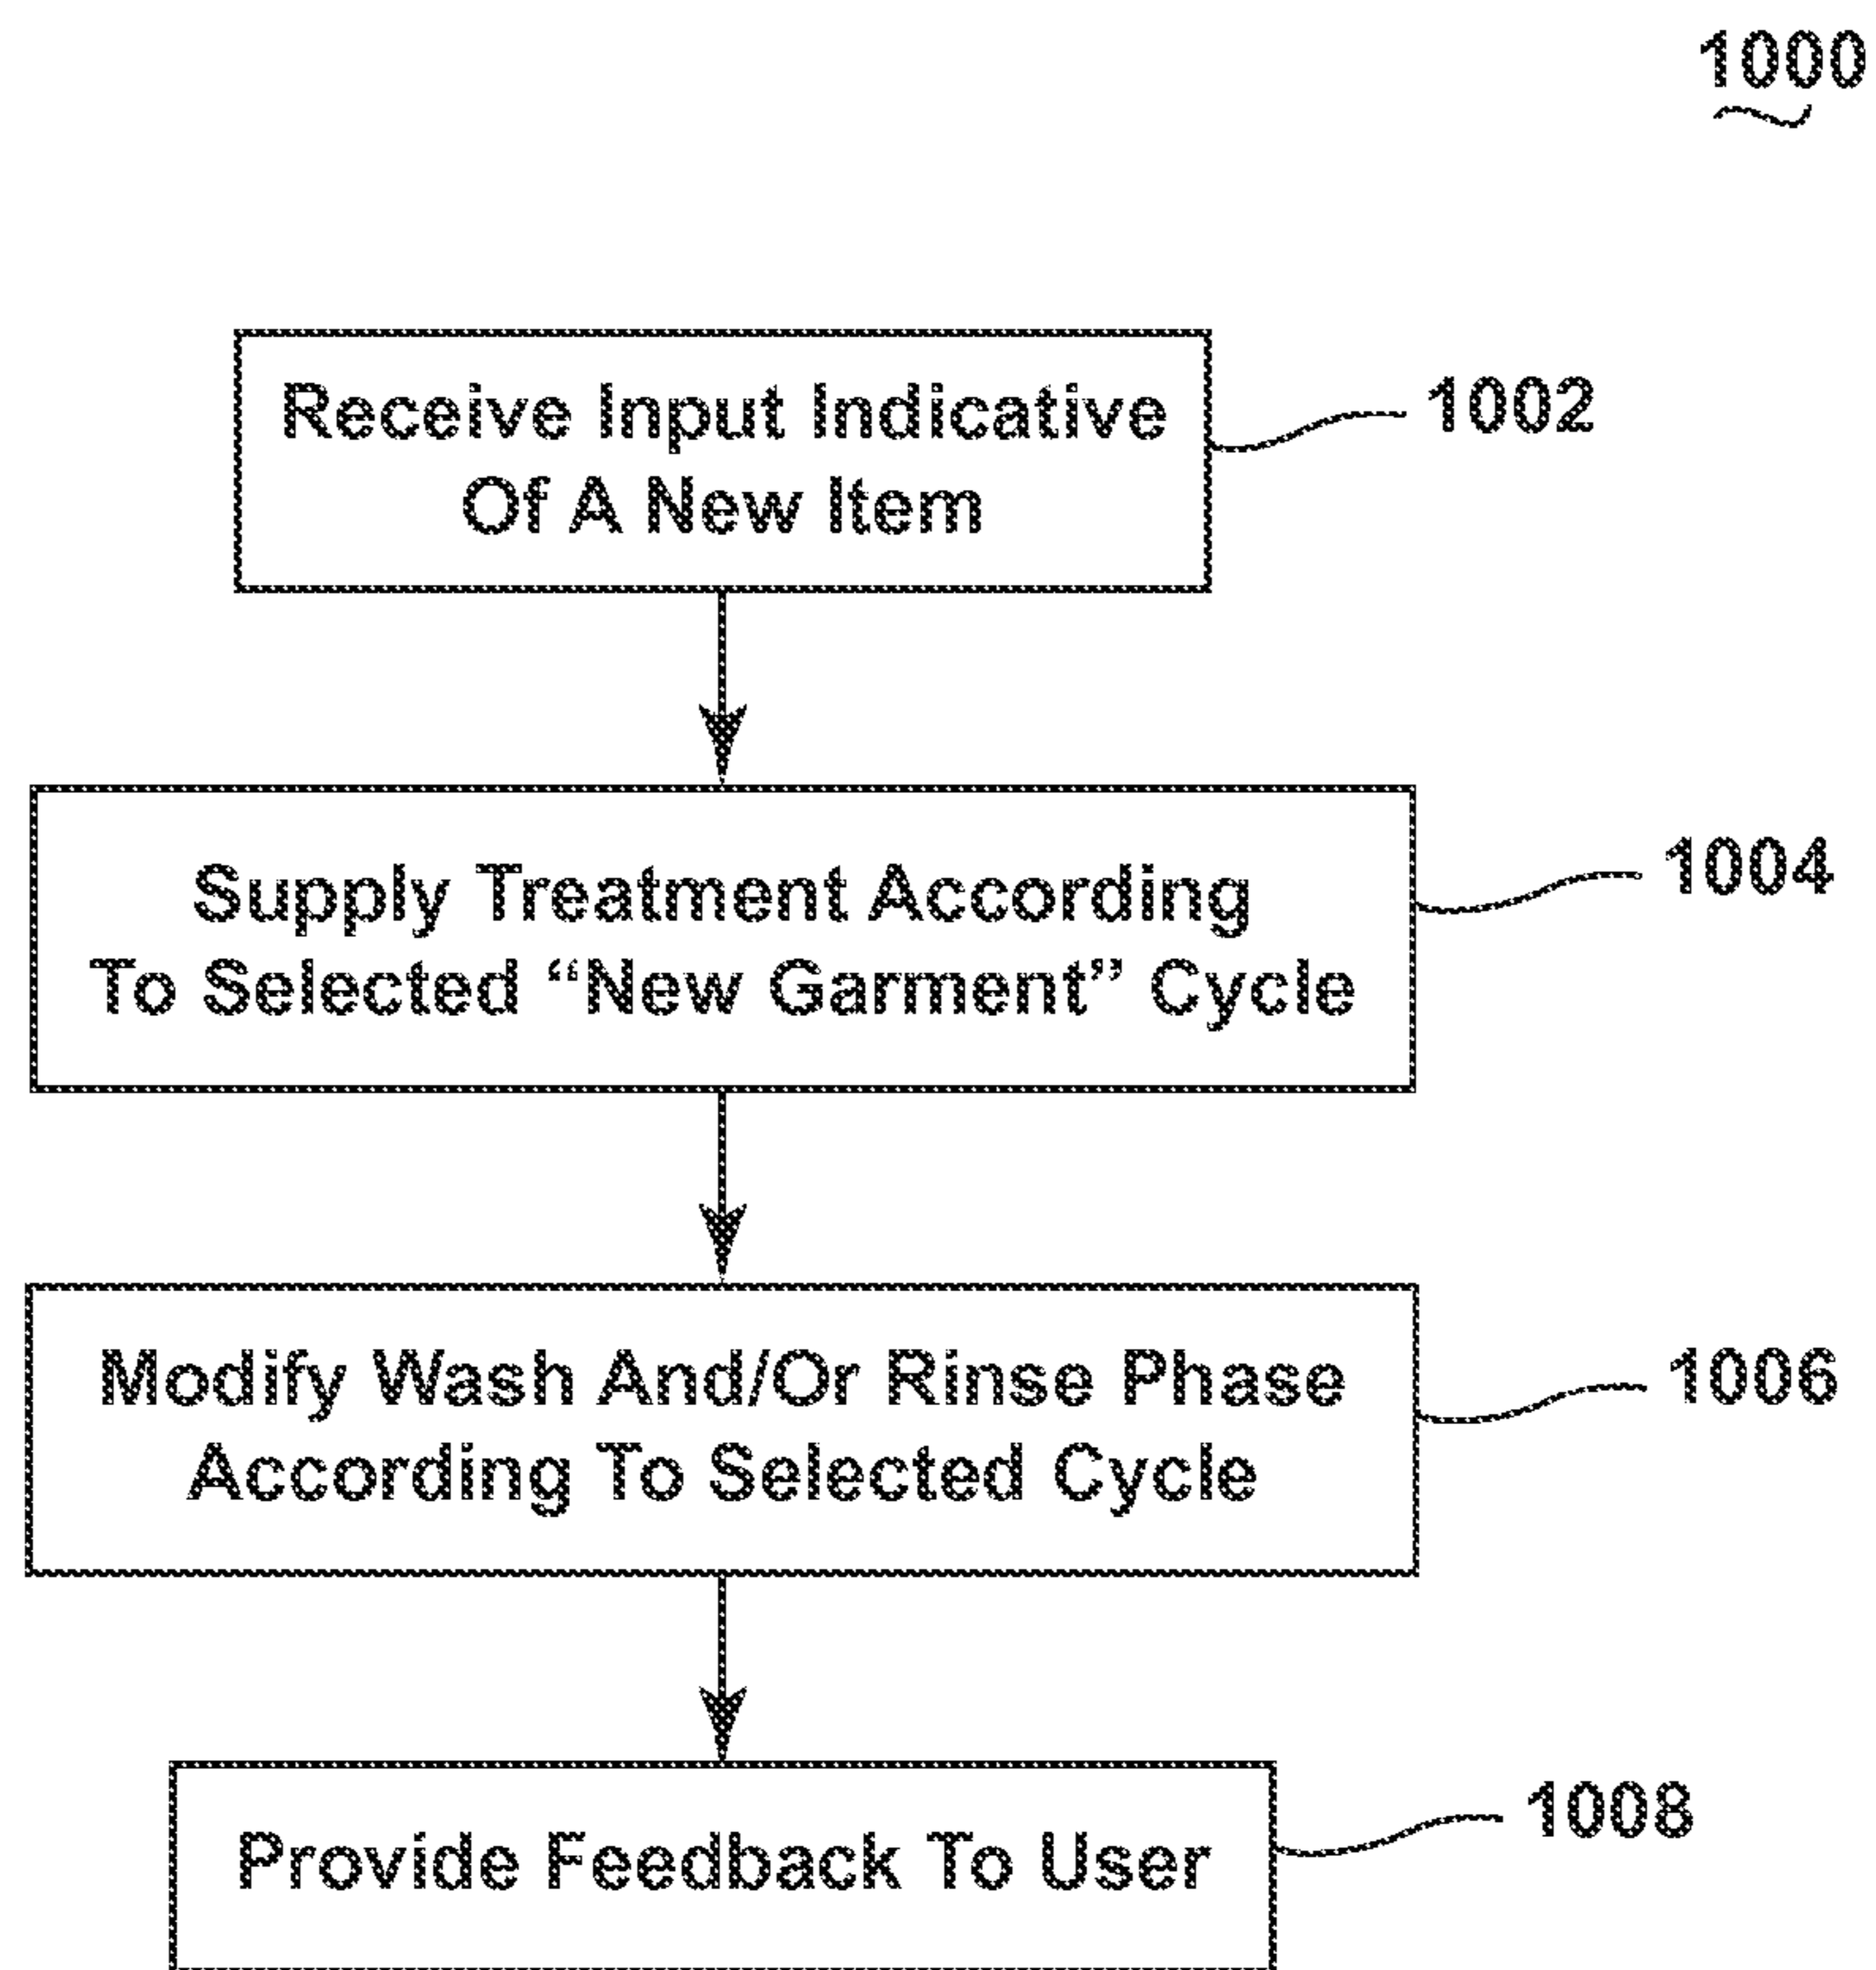 1000
Receive Input Indicative
Of A New Item
1002
Supply Treatment According
To Selected “New Garment” Cycle
1004
Modify Wash And/Or Rinse Phase
According To Selected Cycle
1006
Provide Feedback To User
1008